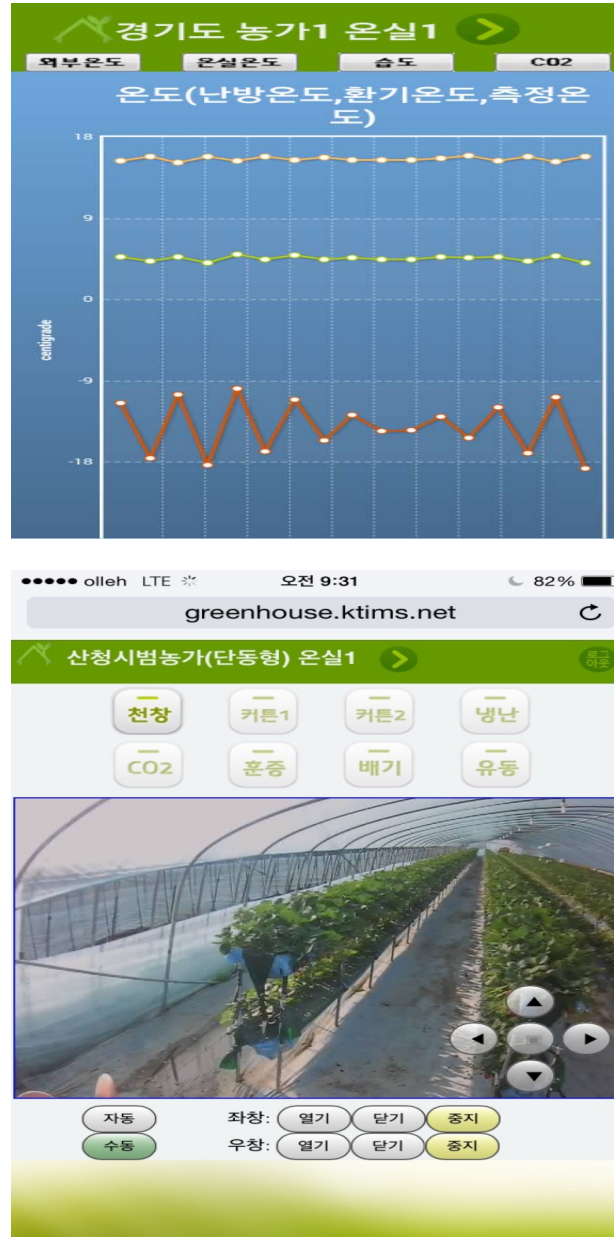 경기도 농가1 온실1
외부온도 온실온도 습도 CO2
온도(난방온도,환기온도,측정온
도)
18
9
0
centigrade
-9
-18
olleh LTE 오전 9:31 82%
greenhouse.ktims.net
산청시범농가(단동형) 온실1 로그
아웃
천창 커튼1 커튼2 냉난
CO2 훈증 배기 유동
자동 좌창: 열기 닫기 중지
수동 우창: 열기 닫기 중지